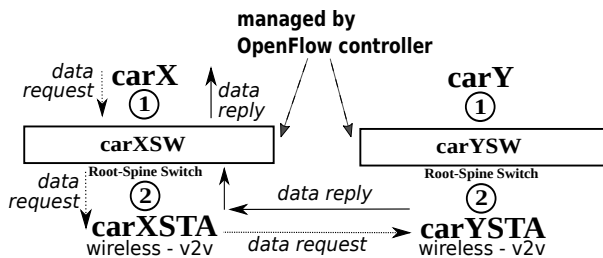 managed by
OpenFlow controller
data
request
carX
1
data
reply
carY
1
carXSW
carYSW
Root-Spine Switch
Root-Spine Switch
data
request
2
data reply
2
carXSTA
carYSTA
wireless - v2v
data request
wireless - v2v